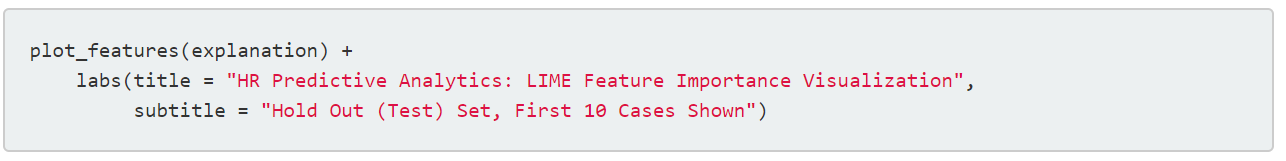 plot_features(explanation) +
    labs(title = "HR Predictive Analytics: LIME Feature Importance Visualization",
         subtitle = "Hold Out (Test) Set, First 10 Cases Shown")